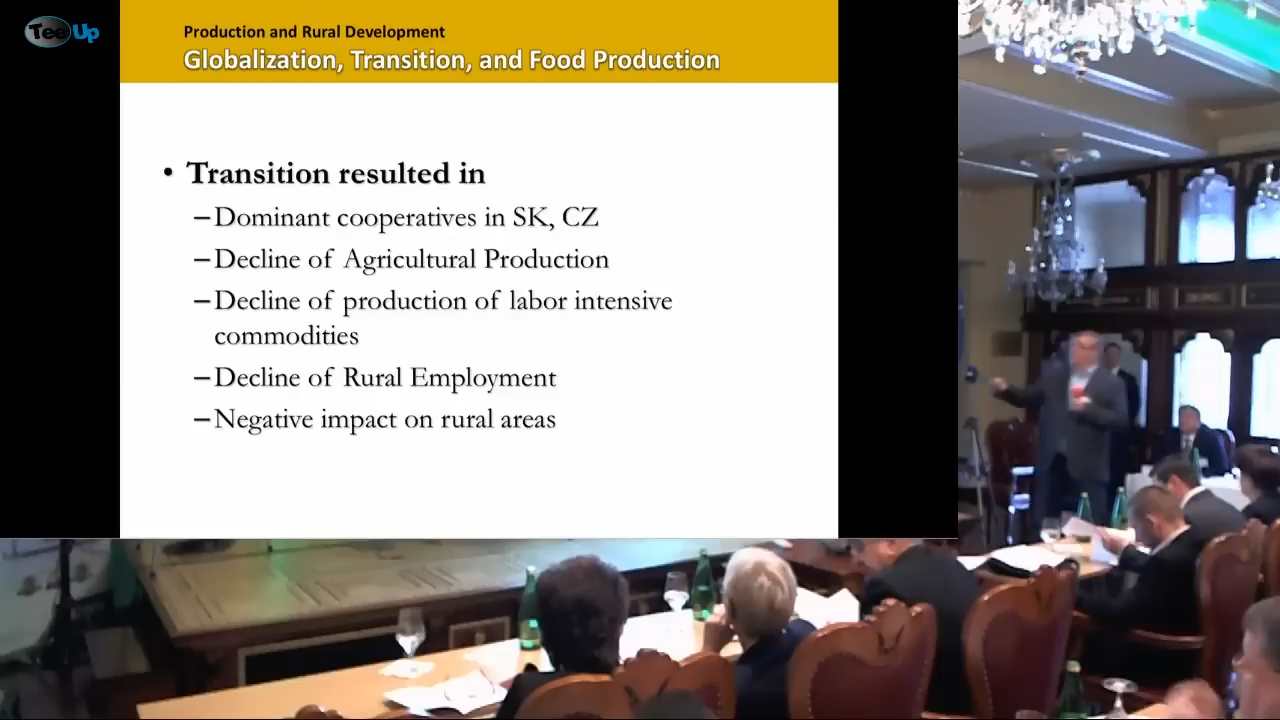 TeeUp
Production and Rural Development
Globalization, Transition, and Food Production
• Transition resulted in
–Dominant cooperatives in SK, CZ
–Decline of Agricultural Production
–Decline of production of labor intensive
commodities
–Decline of Rural Employment
–Negative impact on rural areas